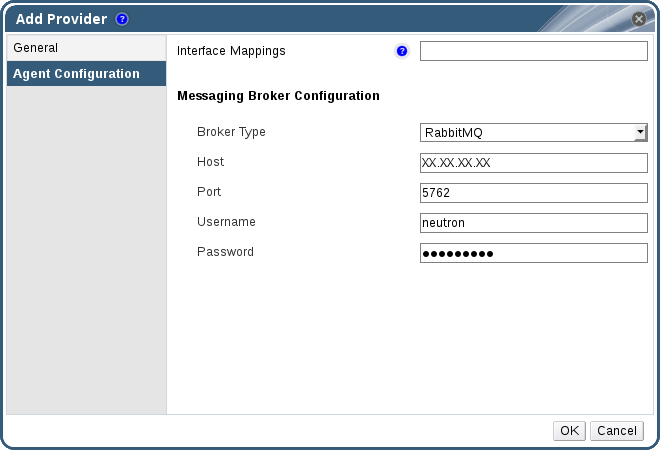 Add Provider ?
General
Agent Configuration
Interface Mappings ?
Messaging Broker Configuration
Broker Type RabbitMQ
Host XX.XX.XX.XX
Port 5762
Username neutron
Password ●●●●●●●●●
OK Cancel